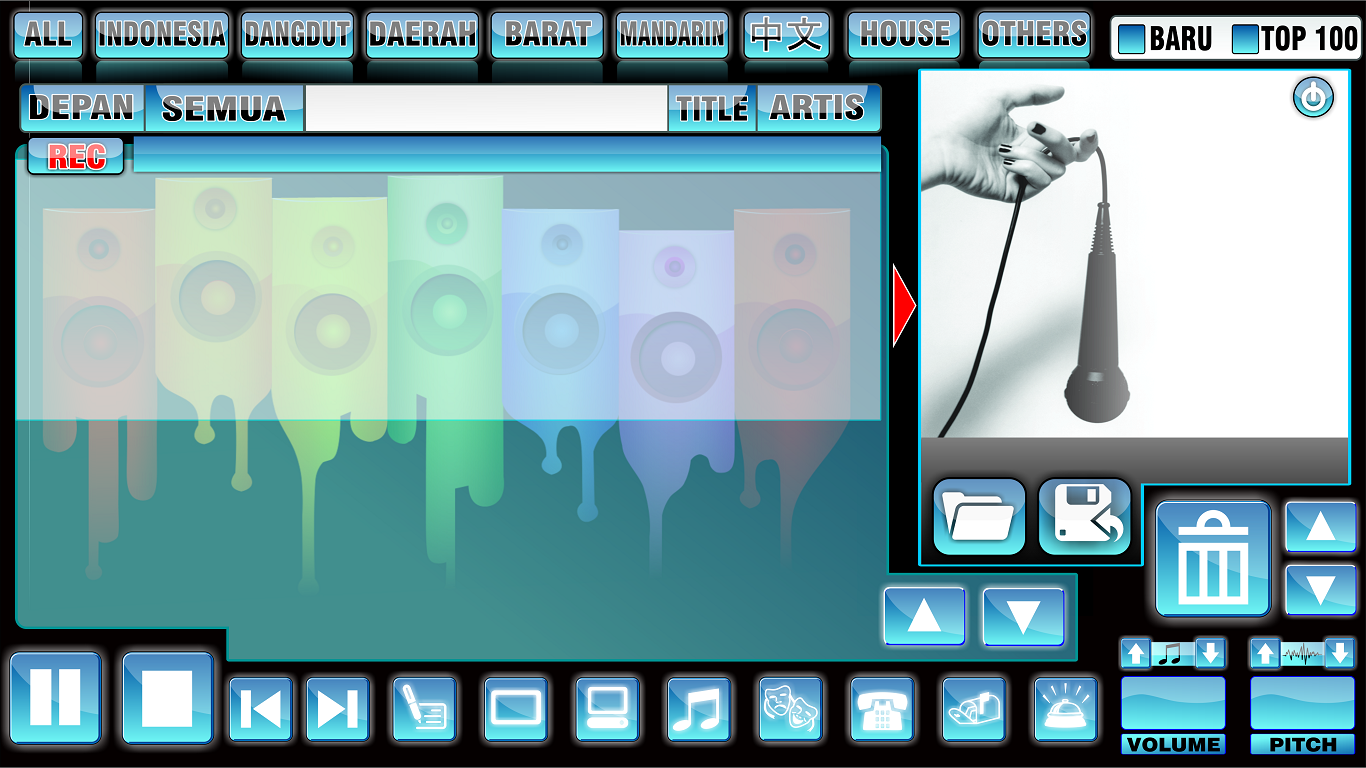 ALL INDONESIA DANGDUT DAERAH BARAT MANDARIN 中文 HOUSE OTHERS BARU TOP 100
DEPAN SEMUA TITLE ARTIS
REC
VOLUME PITCH